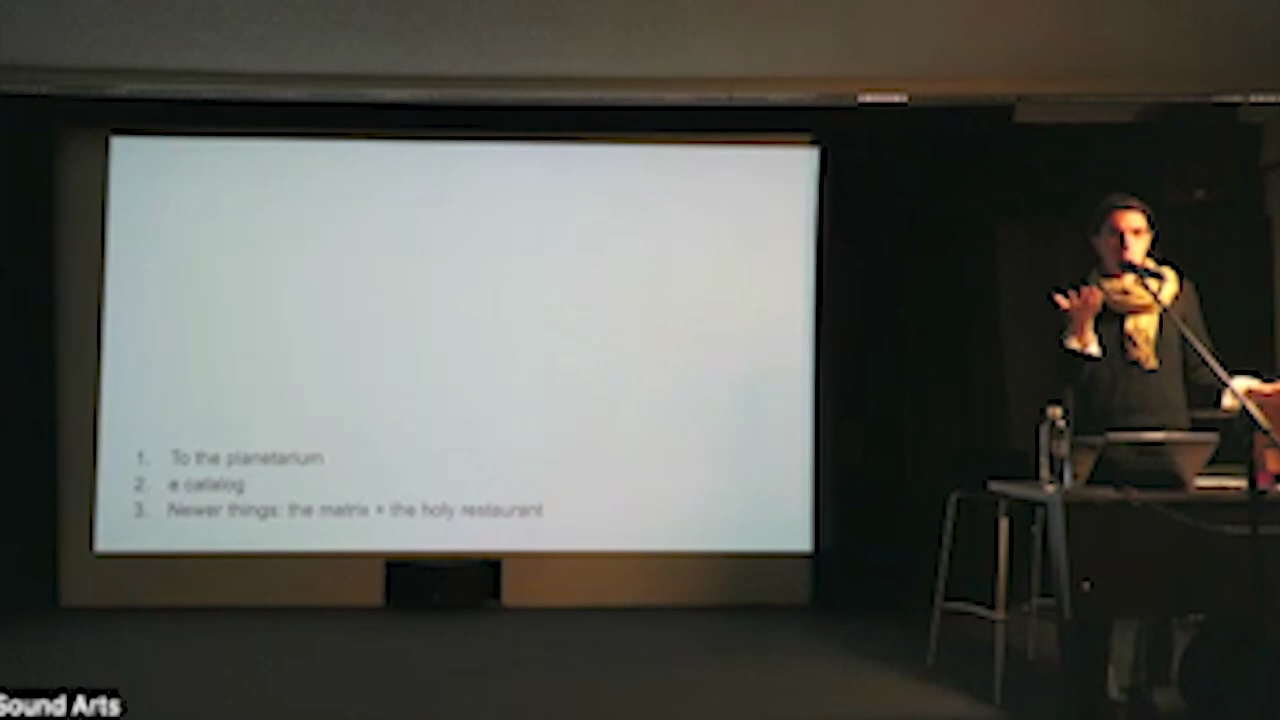 1. To the planetarium
2. e catalog
3. Newer things: the matrix + the holy restaurant
Sound Arts